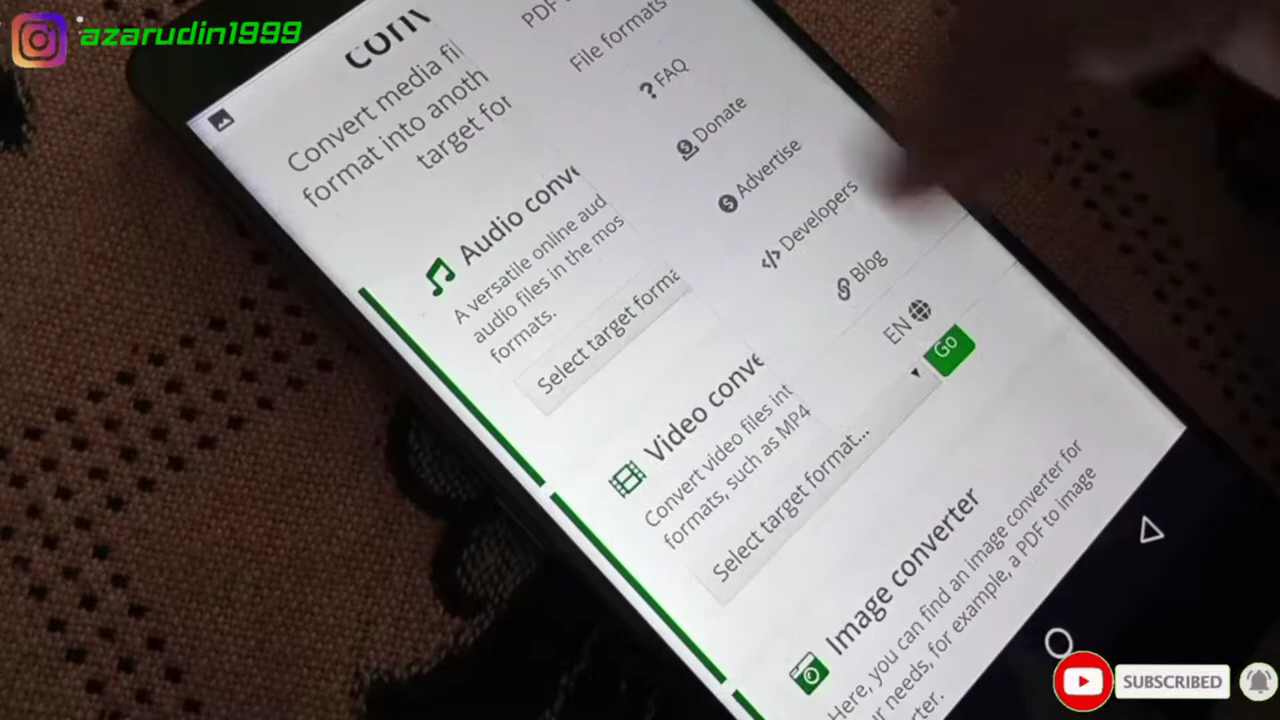 azarudin1999
conv
Convert media fi
format into anoth
target for
PDF
File formats
FAQ
Donate
Advertise
Developers
Blog
EN
Audio conve
A versatile online aud
audio files in the mos
formats.
Select target forma
Video conve
Convert video files int
formats, such as MP4
Select target format...
Go
Image converter
Here, you can find an image converter for
ur needs, for example, a PDF to image
erter.
SUBSCRIBED